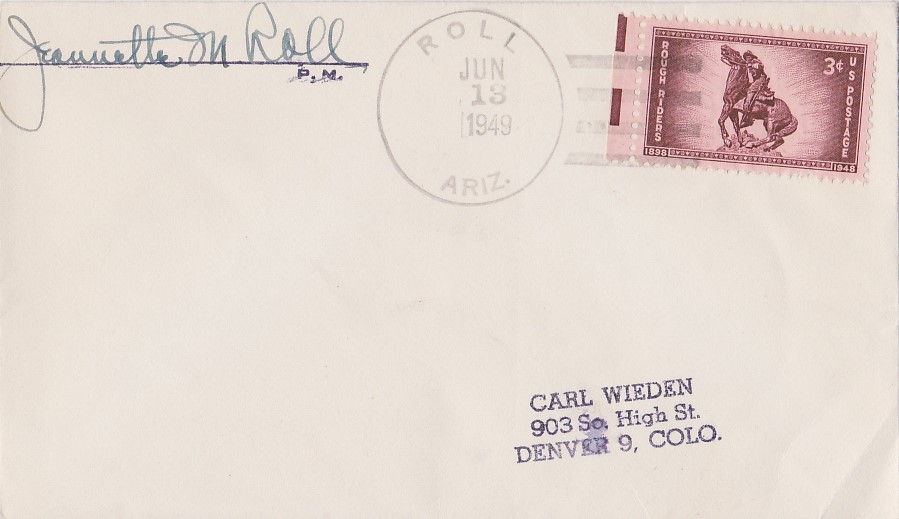 Jeannette M Roll
P.M.
ROLL
JUN
13
1949
ARIZ.
ROUGH RIDERS
3¢
U S POSTAGE
1898
1948
CARL WIEDEN
903 So. High St.
DENVER 9, COLO.